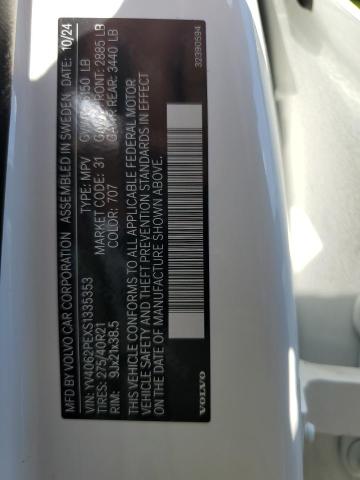 MFD BY VOLVO CAR CORPORATION ASSEMBLED IN SWEDEN DATE: 10/24
VIN: YV4062PEXS1335353 TYPE: MPV LB
TIRES: 275/40R21 MARKET CODE: 31 FRONT: 2885 LB
RIM: 9Jx21x38.5 COLOR: 707 REAR: 3440 LB
THIS VEHICLE CONFORMS TO ALL APPLICABLE FEDERAL MOTOR
VEHICLE SAFETY AND THEFT PREVENTION STANDARDS IN EFFECT
ON THE DATE OF MANUFACTURE SHOWN ABOVE.
VOLVO 32390594